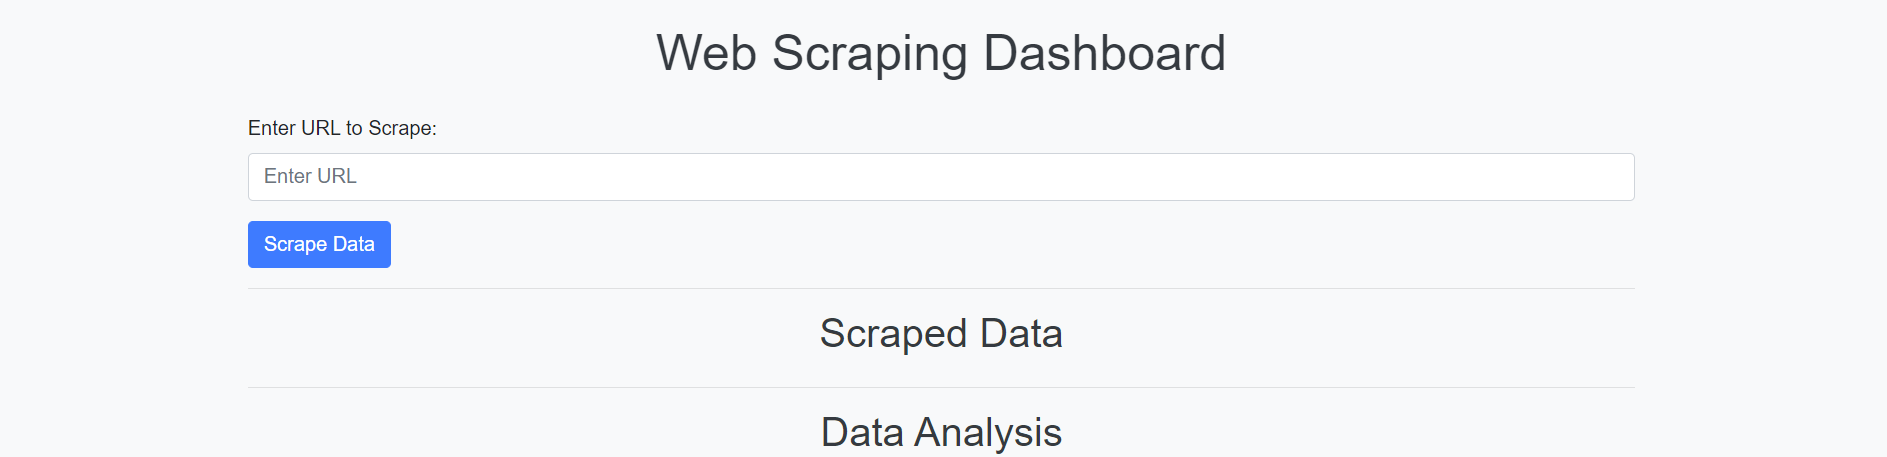 Web Scraping Dashboard
Enter URL to Scrape:
Enter URL
Scrape Data
Scraped Data
Data Analysis